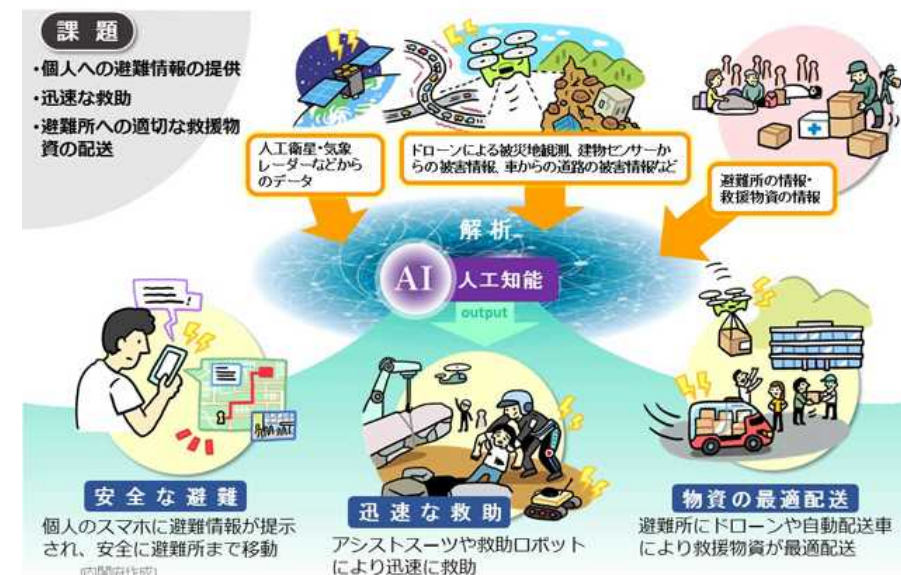 課題
・個人への避難情報の提供
・迅速な救助
・避難所への適切な救援物
資の配送
人工衛星・気象
レーダーなどから
のデータ
ドローンによる被災地観測、建物センサーか
らの被害情報、車からの道路の被害情報など
避難所の情報・
救援物資の情報
解析
AI 人工知能
output
安全な避難
個人のスマホに避難情報が提示
され、安全に避難所まで移動
[内閣府作成]
迅速な救助
アシストスーツや救助ロボット
により迅速に救助
物資の最適配送
避難所にドローンや自動配送車
により救援物資が最適配送